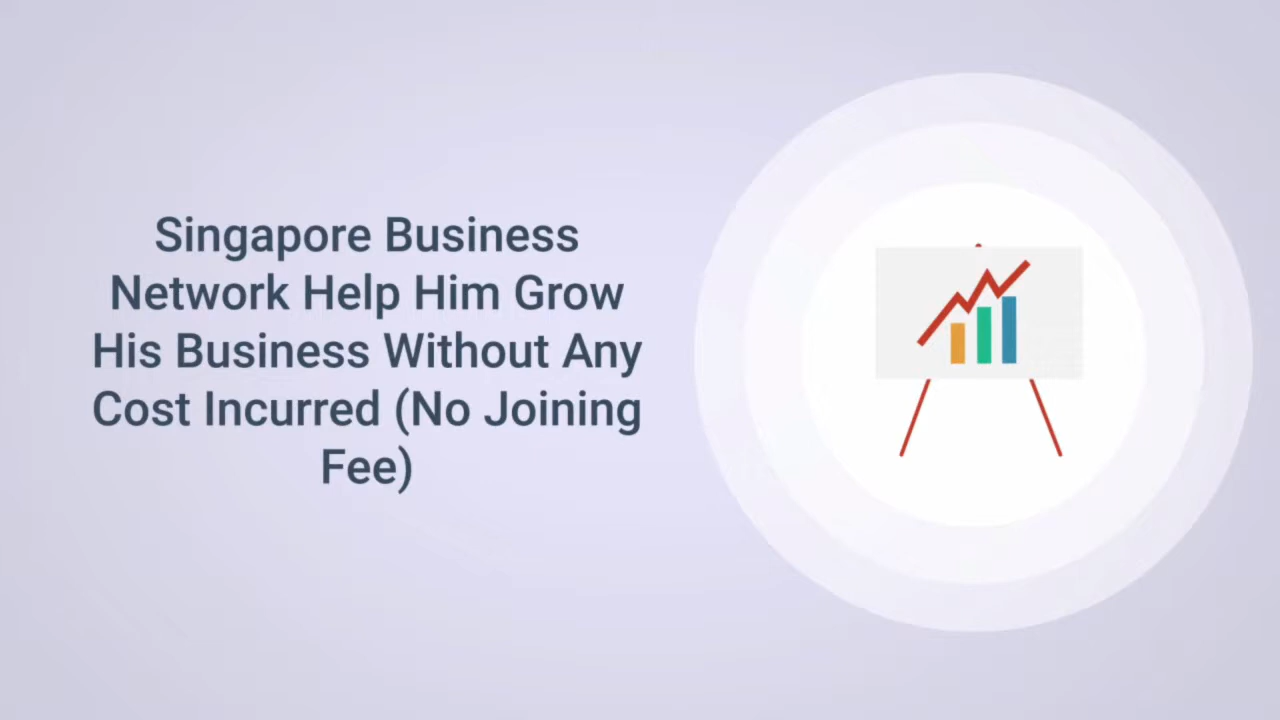 Singapore Business
Network Help Him Grow
His Business Without Any
Cost Incurred (No Joining
Fee)